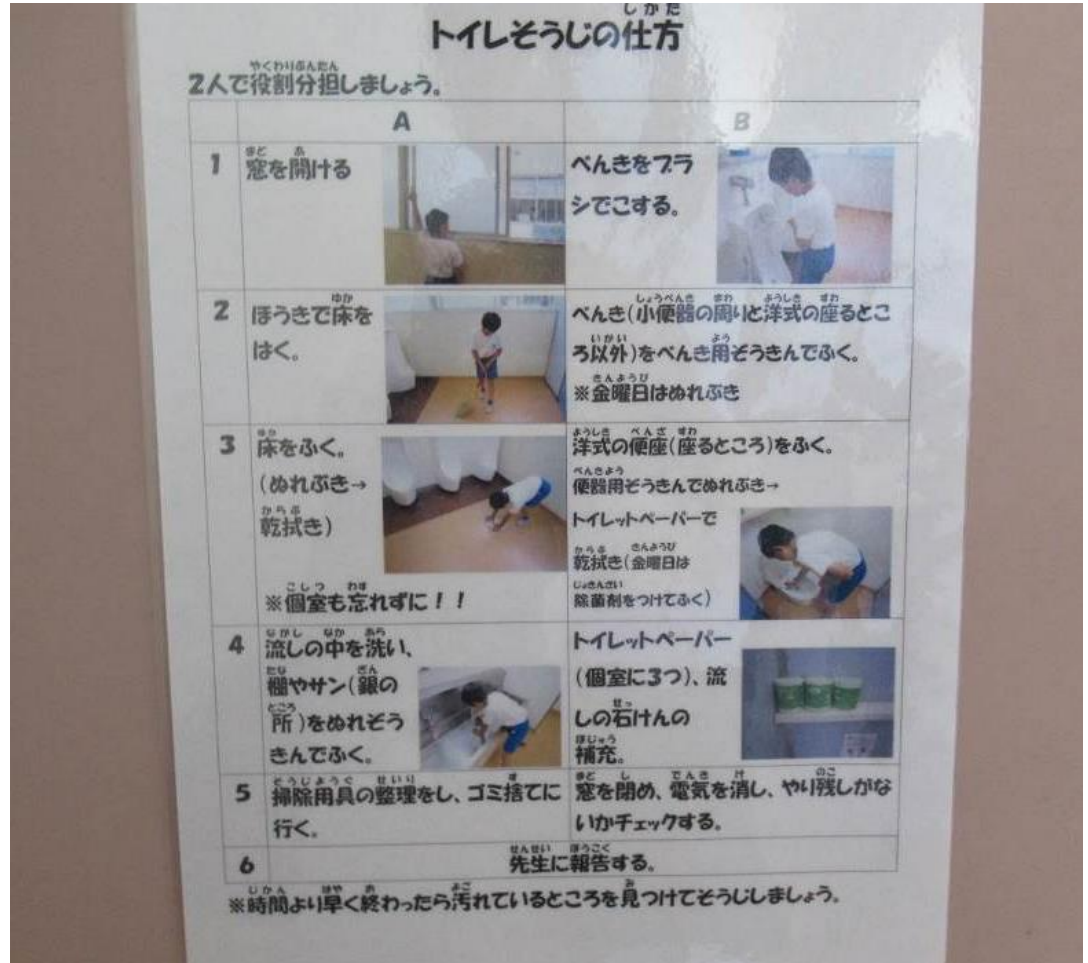 トイレそうじの仕方
2人で役割分担しましょう。
A
B
1
窓を開ける
べんきをブラ
シでこする。
2
ほうきで床を
はく。
べんき(小便器の周りと洋式の座るとこ
ろ以外)をべんき用ぞうきんでふく。
※金曜日はぬれぶき
3
床をふく。
(ぬれぶき→
乾拭き)
※個室も忘れずに！！
洋式の便座(座るところ)をふく。
便器用ぞうきんでぬれぶき→
トイレットペーパーで
乾拭き(金曜日は
除菌剤をつけてふく)
4
流しの中を洗い、
棚やサン(銀の
所)をぬれぞう
きんでふく。
トイレットペーパー
(個室に3つ)、流
しの石けんの
補充。
5
掃除用具の整理をし、ゴミ捨てに
行く。
窓を閉め、電気を消し、やり残しがな
いかチェックする。
6
先生に報告する。
※時間より早く終わったら汚れているところを見つけてそうじしましょう。